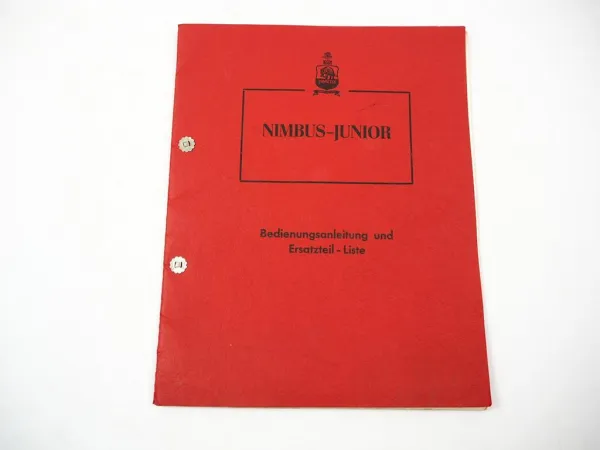 NIMBUS-JUNIOR
Bedienungsanleitung und
Ersatzteil - Liste